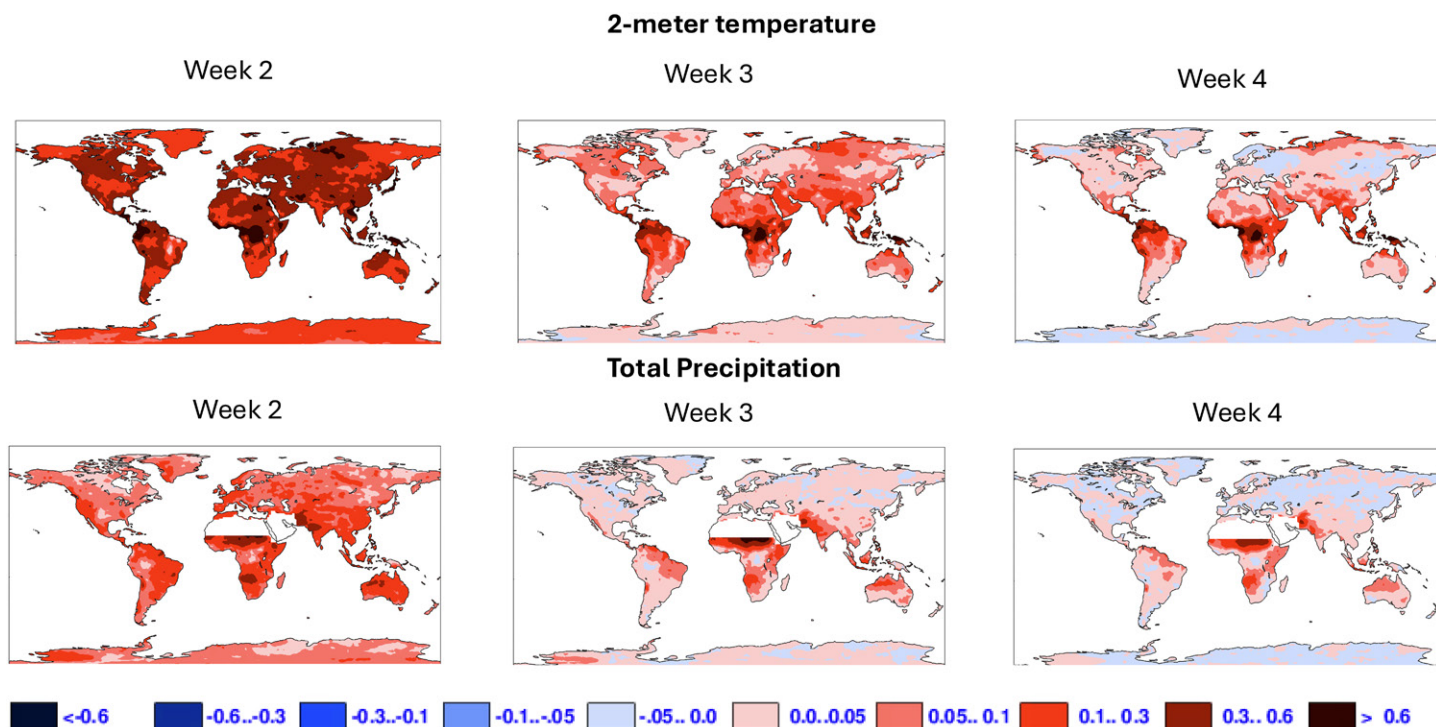 2-meter temperature
Week 2
Week 3
Week 4
Total Precipitation
Week 2
Week 3
Week 4
<-0.6 -0.6..-0.3 -0.3..-0.1 -0.1..-.05 -.05.. 0.0 0.0..0.05 0.05.. 0.1 0.1.. 0.3 0.3.. 0.6 > 0.6